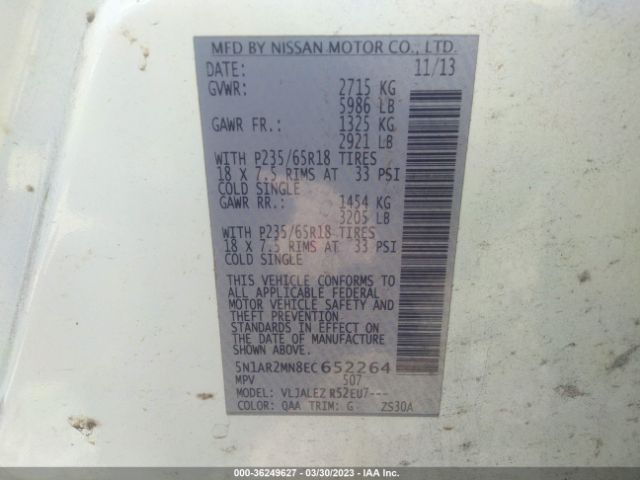 MFD BY NISSAN MOTOR CO., LTD.
DATE: 11/13
GVWR: 2715 KG
5986 LB
GAWR FR.: 1325 KG
2921 LB
WITH P235/65R18 TIRES
18 X 7.5 RIMS AT 33 PSI
COLD SINGLE
GAWR RR.: 1454 KG
3205 LB
WITH P235/65R18 TIRES
18 X 7.5 RIMS AT 33 PSI
COLD SINGLE
THIS VEHICLE CONFORMS TO
ALL APPLICABLE FEDERAL
MOTOR VEHICLE SAFETY AND
THEFT PREVENTION
STANDARDS IN EFFECT ON
THE DATE OF MANUFACTURE
SHOWN ABOVE.
5N1AR2MN8EC652264
MPV 507
MODEL: VLJALEZ R52EU7---
COLOR: QAA TRIM: G ZS30A
000-36249627 - 03/30/2023 - IAA Inc.